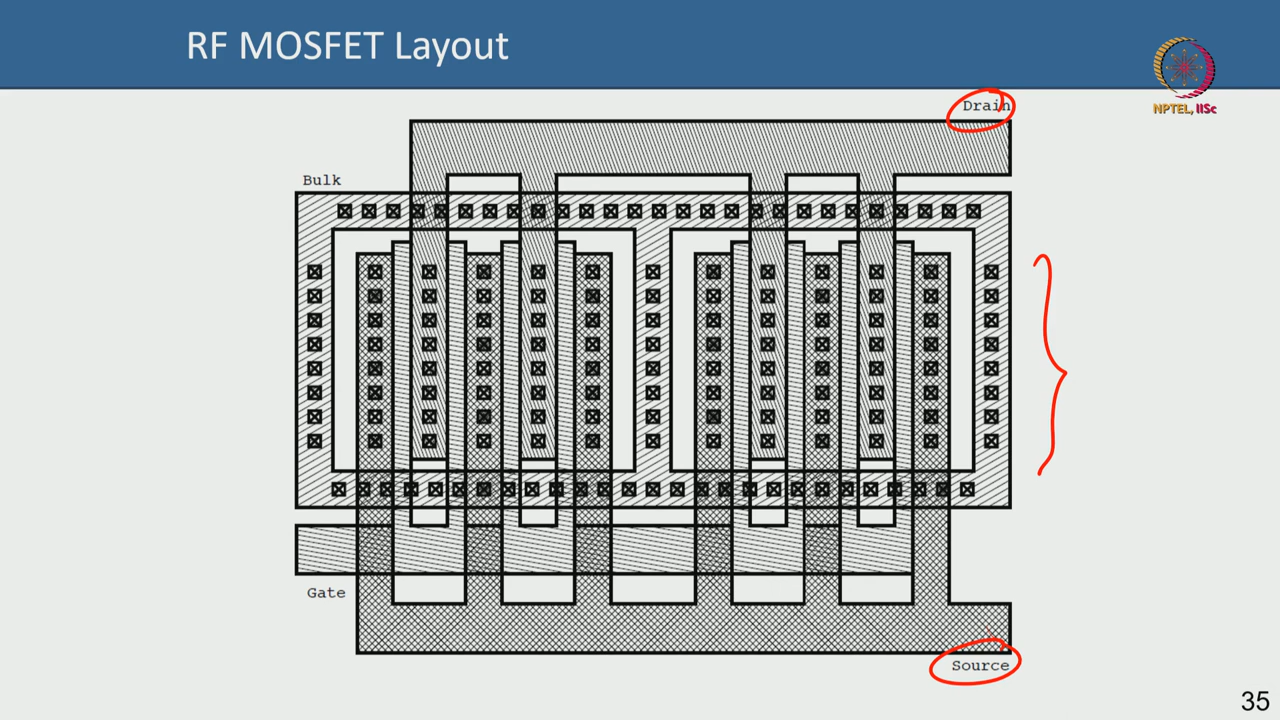 RF MOSFET Layout
NPTEL, IISc
Drain
Bulk
Gate
Source
35